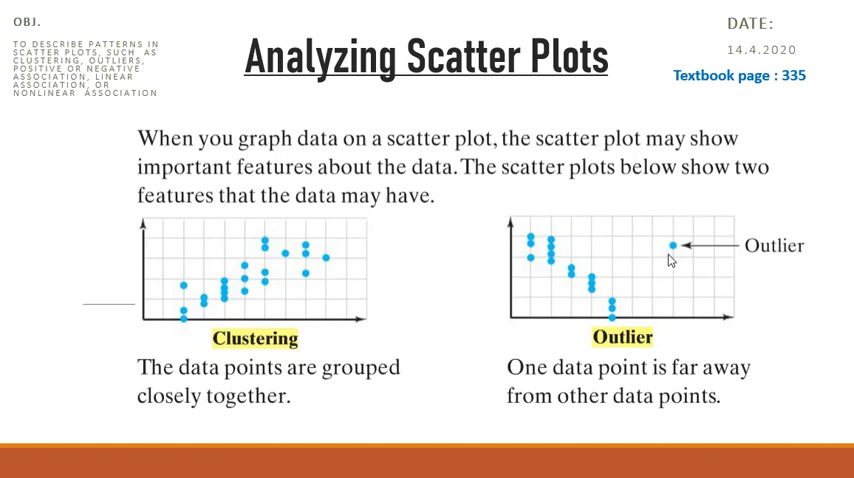 OBJ.
TO DESCRIBE PATTERNS IN
SCATTER PLOTS, SUCH AS
CLUSTERING, OUTLIERS,
POSITIVE OR NEGATIVE
ASSOCIATION, LINEAR
ASSOCIATION, OR
NONLINEAR ASSOCIATION
Analyzing Scatter Plots
DATE:
14.4.2020
Textbook page : 335
When you graph data on a scatter plot, the scatter plot may show
important features about the data. The scatter plots below show two
features that the data may have.
Outlier
Clustering
The data points are grouped
closely together.
Outlier
One data point is far away
from other data points.